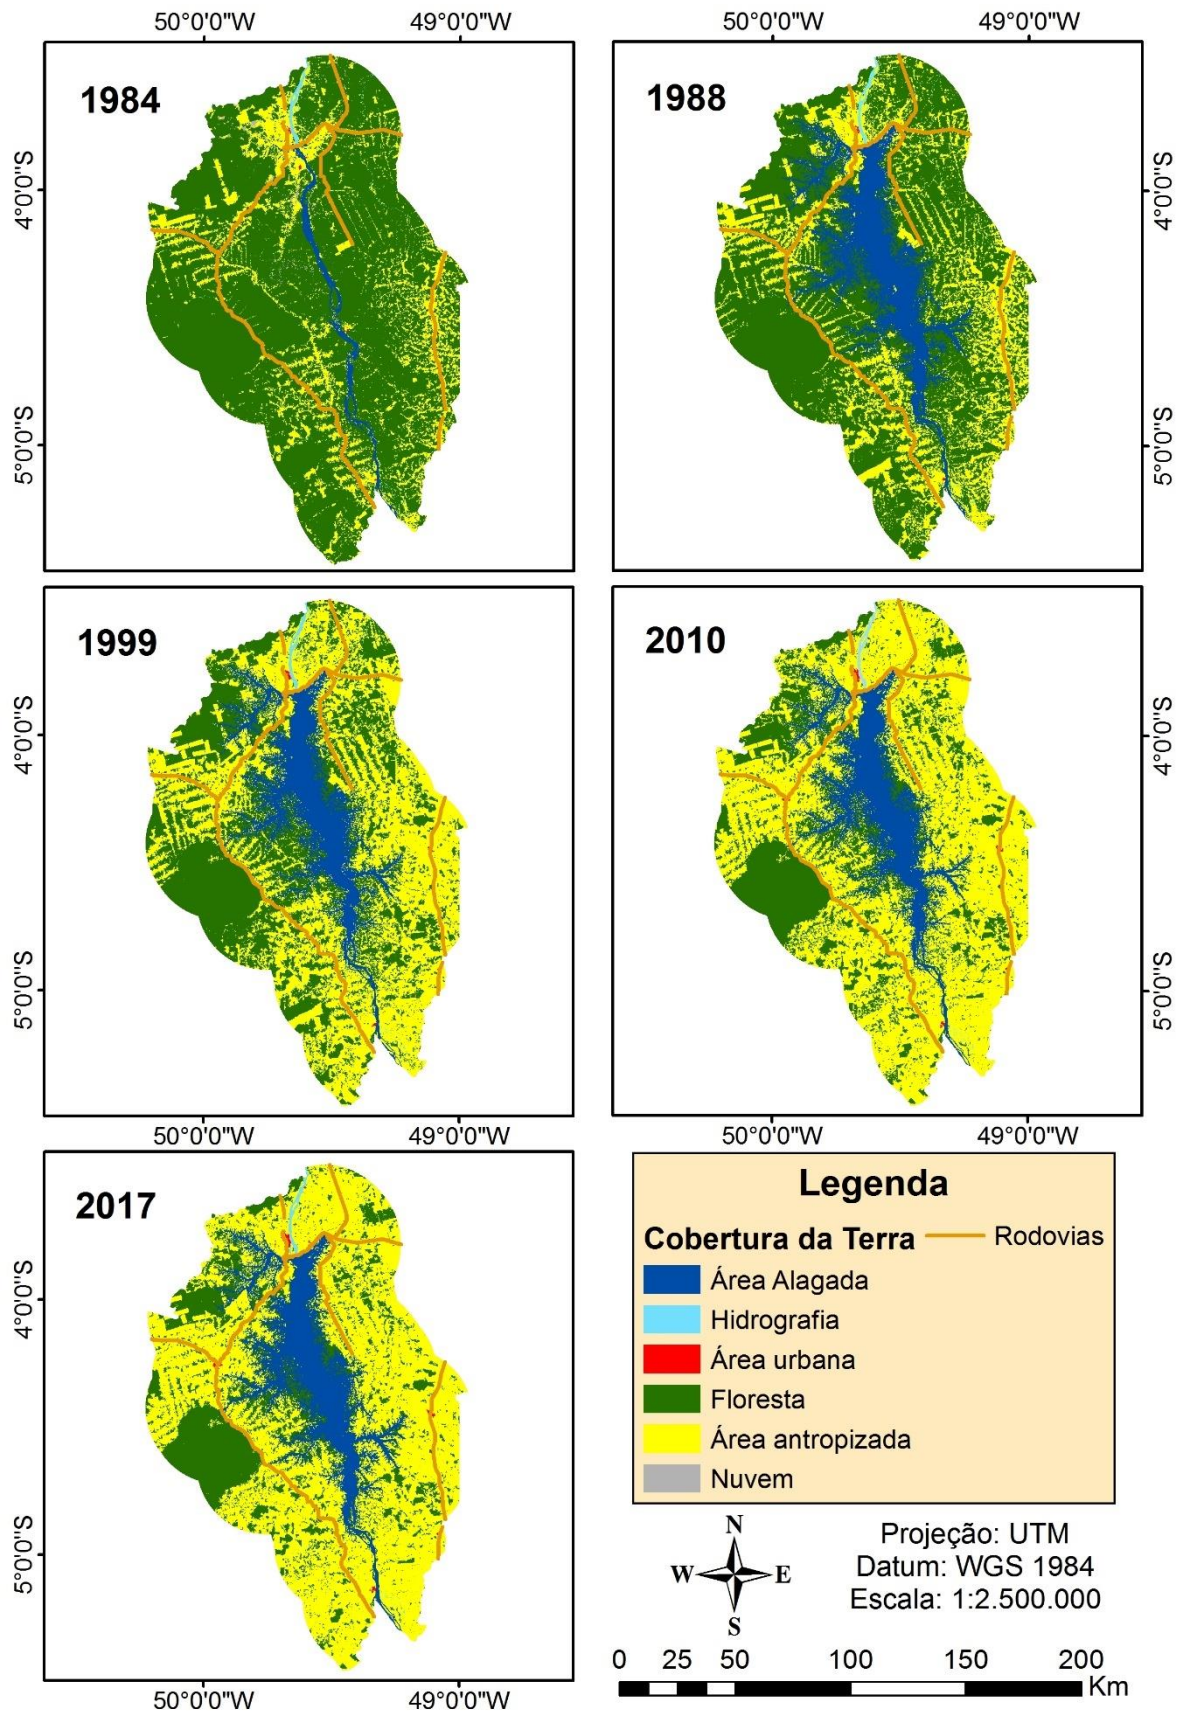 50°0'0"W 49°0'0"W 50°0'0"W 49°0'0"W
1984
1988
4°0'0"S
4°0'0"S
5°0'0"S
5°0'0"S
1999
2010
4°0'0"S
4°0'0"S
5°0'0"S
5°0'0"S
50°0'0"W 49°0'0"W 50°0'0"W 49°0'0"W
2017
4°0'0"S
5°0'0"S
50°0'0"W 49°0'0"W
Legenda
Cobertura da Terra Rodovias
Área Alagada
Hidrografia
Área urbana
Floresta
Área antropizada
Nuvem
N
W E
S
Projeção: UTM
Datum: WGS 1984
Escala: 1:2.500.000
0 25 50 100 150 200
Km